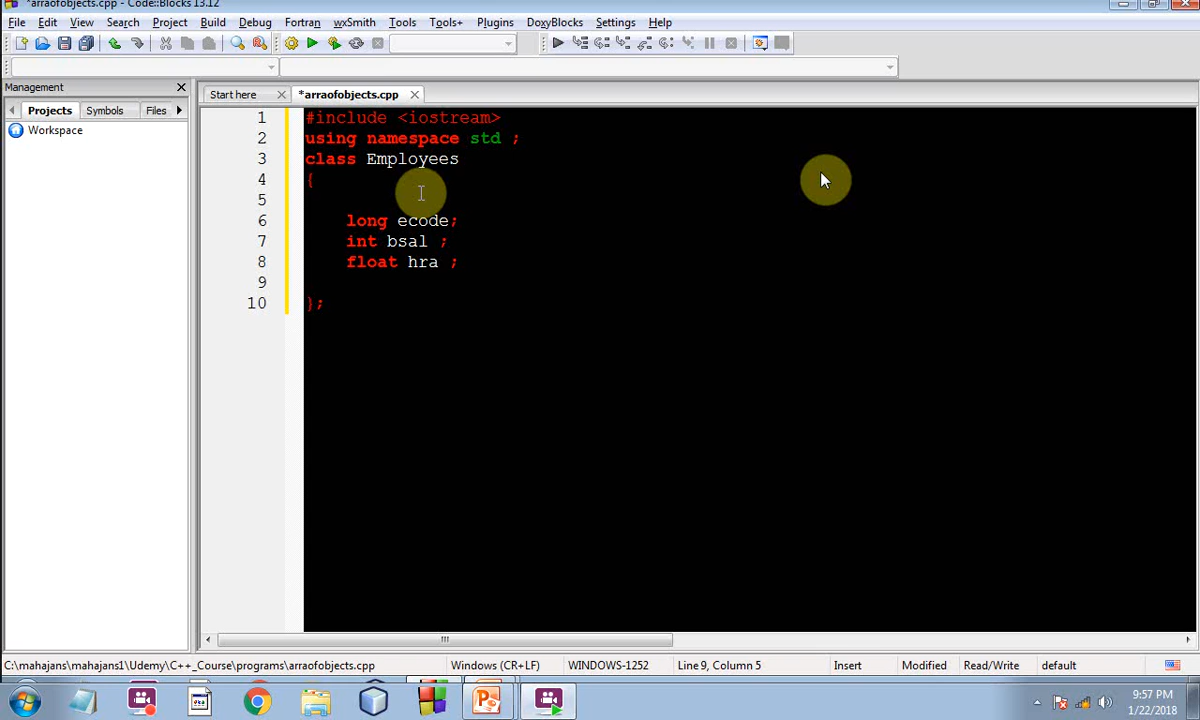 *arraofobjects.cpp - Code::Blocks 13.12
File Edit View Search Project Build Debug Fortran wxSmith Tools Tools+ Plugins DoxyBlocks Settings Help
Management
Start here *arraofobjects.cpp
Projects Symbols Files
Workspace
1 #include <iostream>
2 using namespace std ;
3 class Employees
4 {
5
6 long ecode;
7 int bsal ;
8 float hra ;
9
10 };
C:\mahajans\mahajans1\Udemy\C++_Course\programs\arraofobjects.cpp Windows (CR+LF) WINDOWS-1252 Line 9, Column 5 Insert Modified Read/Write default
9:57 PM
1/22/2018